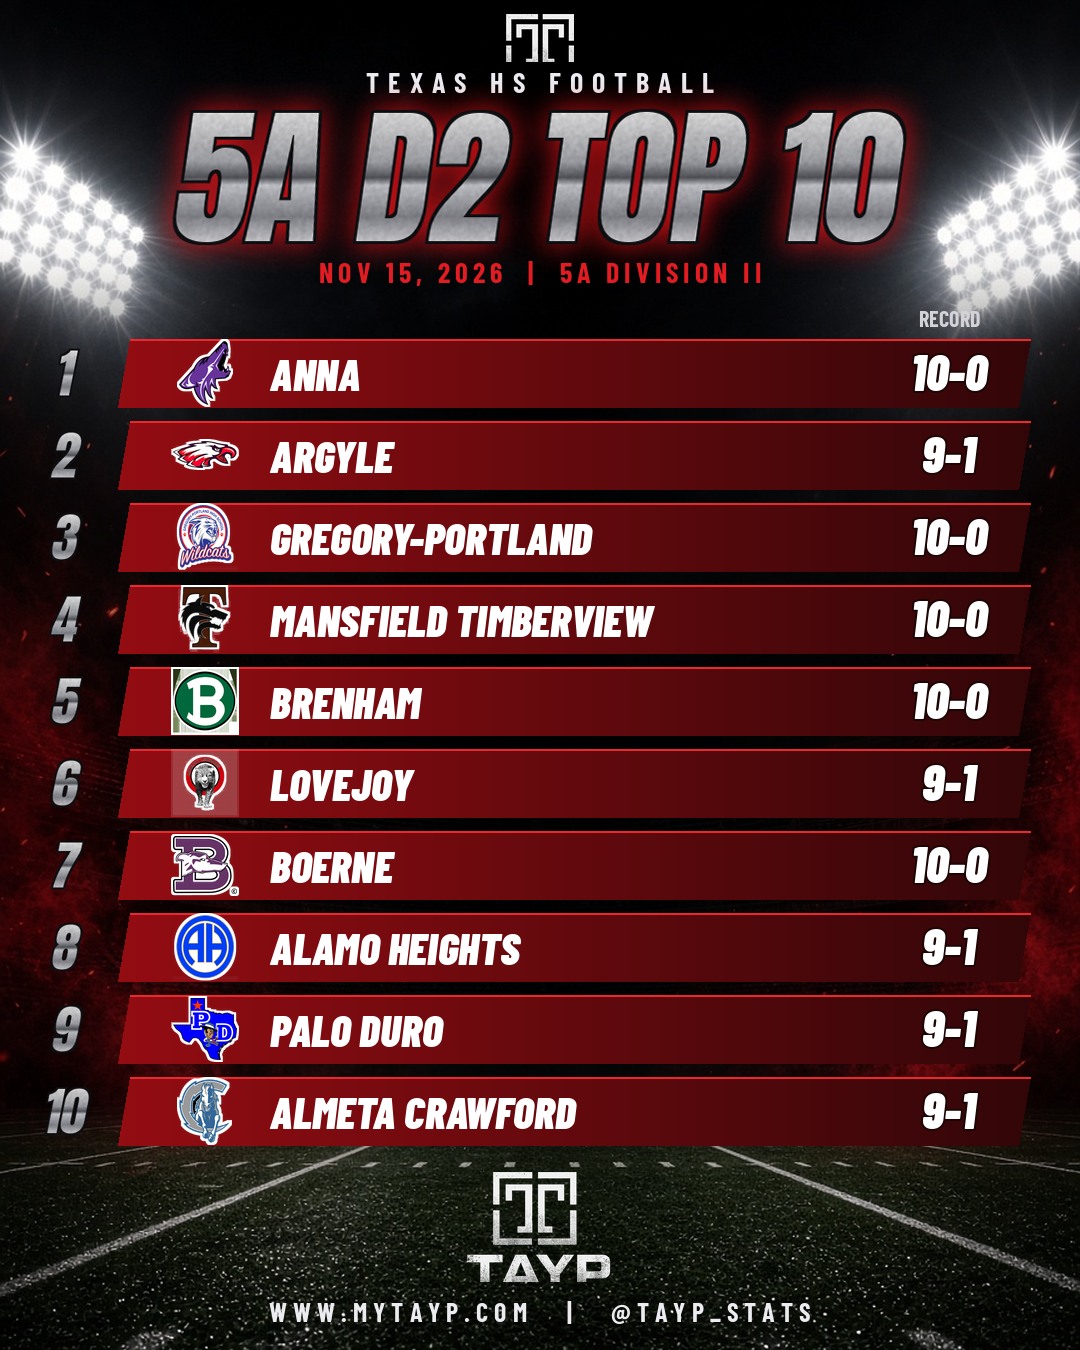 TEXAS HS FOOTBALL
5A D2 TOP 10
NOV 15, 2026 | 5A DIVISION II
RECORD
1 ANNA 10-0
2 ARGYLE 9-1
3 Wildcats GREGORY-PORTLAND 10-0
4 T MANSFIELD TIMBERVIEW 10-0
5 B BRENHAM 10-0
6 LOVEJOY 9-1
7 B BOERNE 10-0
8 AH ALAMO HEIGHTS 9-1
9 PD PALO DURO 9-1
10 C ALMETA CRAWFORD 9-1
TAYP
WWW.MYTAYP.COM | @TAYP_STATS